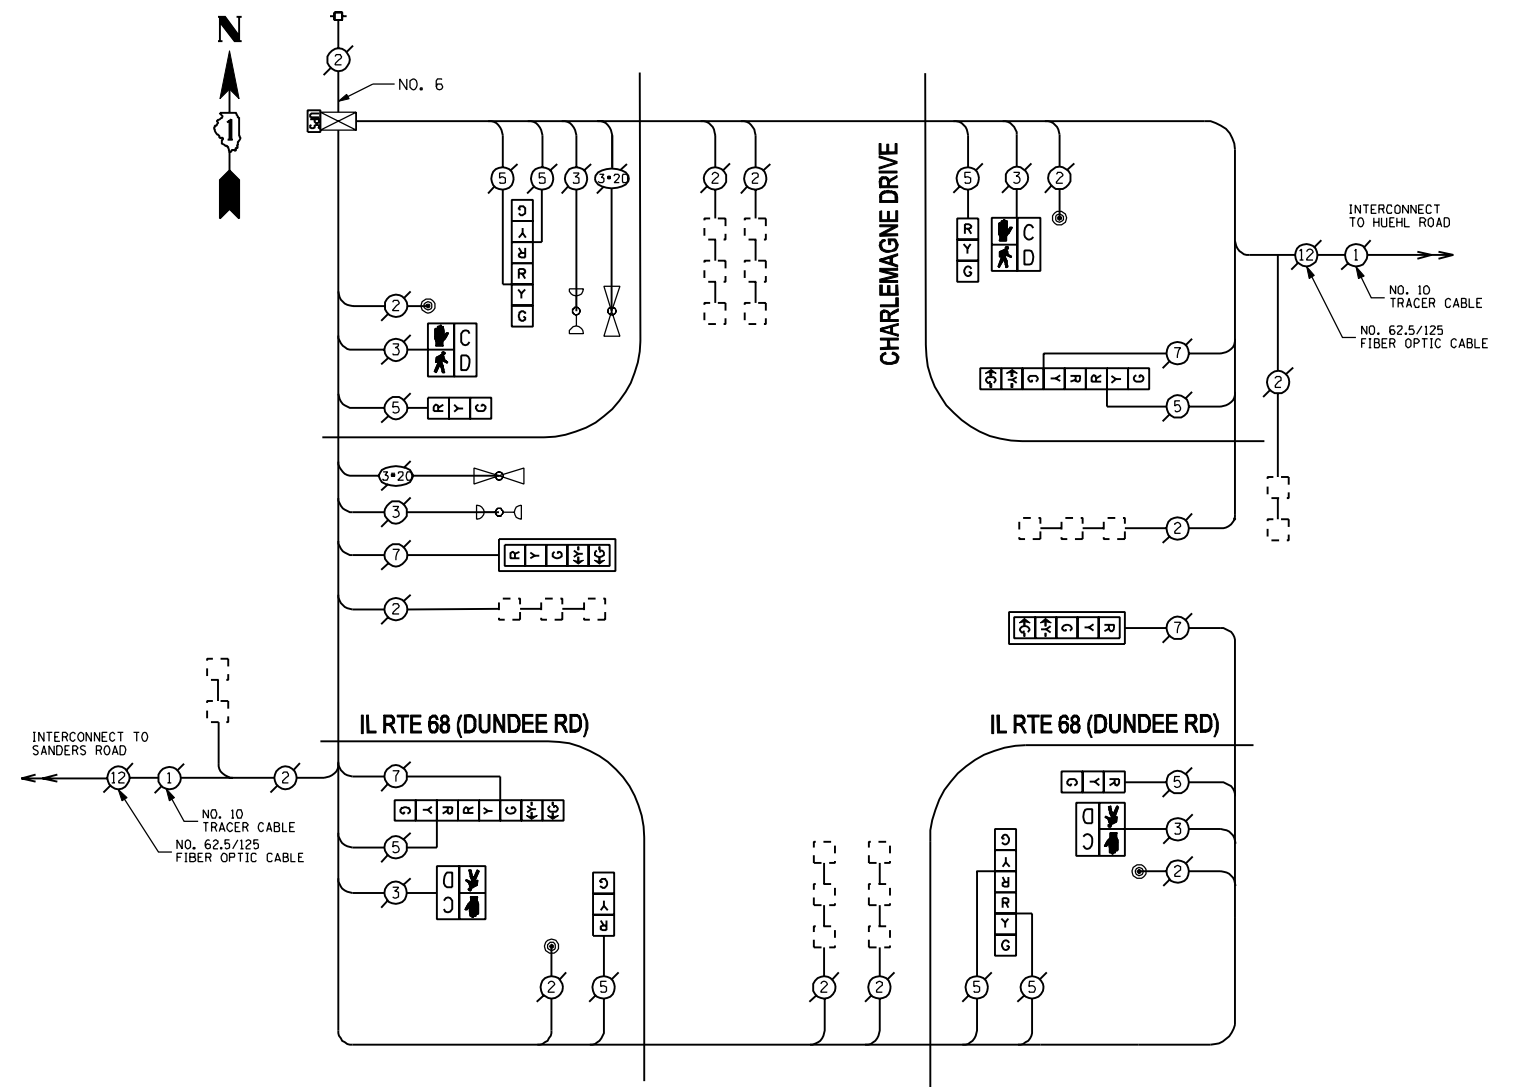 N
2
NO. 6
UPS
1
5
5
3
3#20
2
2
5
3
2
G
Y
R
R
Y
G
R
Y
G
C
D
CHARLEMAGNE DRIVE
INTERCONNECT
TO HUEHL ROAD
12
1
NO. 10
TRACER CABLE
NO. 62.5/125
FIBER OPTIC CABLE
2
2
3
C
D
5
R Y G
7
G Y G Y R R Y G
5
2
3#20
3
7
R Y G Y G
2
2
G Y G Y R
7
IL RTE 68 (DUNDEE RD)
IL RTE 68 (DUNDEE RD)
INTERCONNECT TO
SANDERS ROAD
12
1
2
NO. 10
TRACER CABLE
NO. 62.5/125
FIBER OPTIC CABLE
7
G Y R R Y G Y G
5
3
D
C
G
Y
R
2
5
2
2
G Y R
5
D
C
3
2
G
Y
R
R
Y
G
5
5